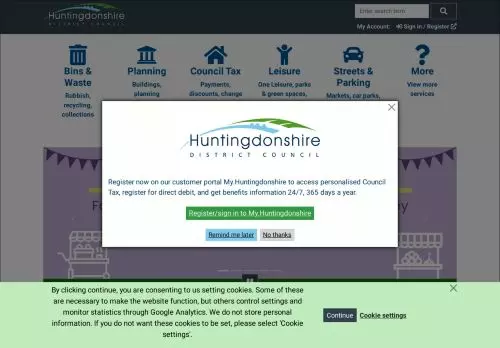 Huntingdonshire
DISTRICT COUNCIL
Enter search term
My Account:
Sign in / Register
Bins & Waste
Rubbish, recycling, collections
Planning
Buildings, planning
Council Tax
Payments, discounts, change
Leisure
One Leisure, parks & green spaces,
Streets & Parking
Markets, car parks,
More
View more services
Huntingdonshire
DISTRICT COUNCIL
Register now on our customer portal My Huntingdonshire to access personalised Council
Tax, register for direct debit, and get benefits information 24/7, 365 days a year.
Register/sign in to My Huntingdonshire
Remind me later
No thanks
By clicking continue, you are consenting to us setting cookies. Some of these
are necessary to make the website function, but others control settings and
monitor statistics through Google Analytics. We do not store personal
information. If you do not want these cookies to be set, please select 'Cookie
settings'.
Continue
Cookie settings